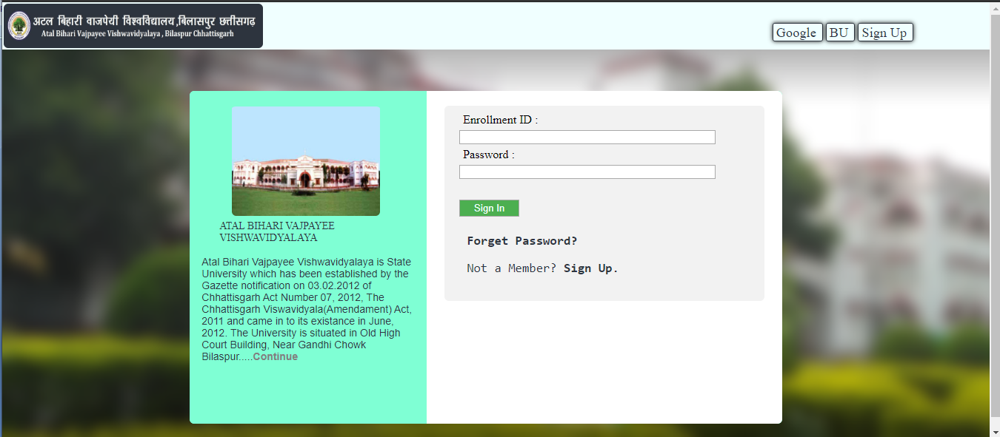 अटल बिहारी वाजपेयी विश्वविद्यालय,बिलासपुर छत्तीसगढ़
Atal Bihari Vajpayee Vishwavidyalaya , Bilaspur Chhattisgarh
Google BU Sign Up
ATAL BIHARI VAJPAYEE
VISHWAVIDYALAYA
Atal Bihari Vajpayee Vishwavidyalaya is State
University which has been established by the
Gazette notification on 03.02.2012 of
Chhattisgarh Act Number 07, 2012, The
Chhattisgarh Viswavidyala(Amendament) Act,
2011 and came in to its existance in June,
2012. The University is situated in Old High
Court Building, Near Gandhi Chowk
Bilaspur.....Continue
Enrollment ID :
Password :
Sign In
Forget Password?
Not a Member? Sign Up.